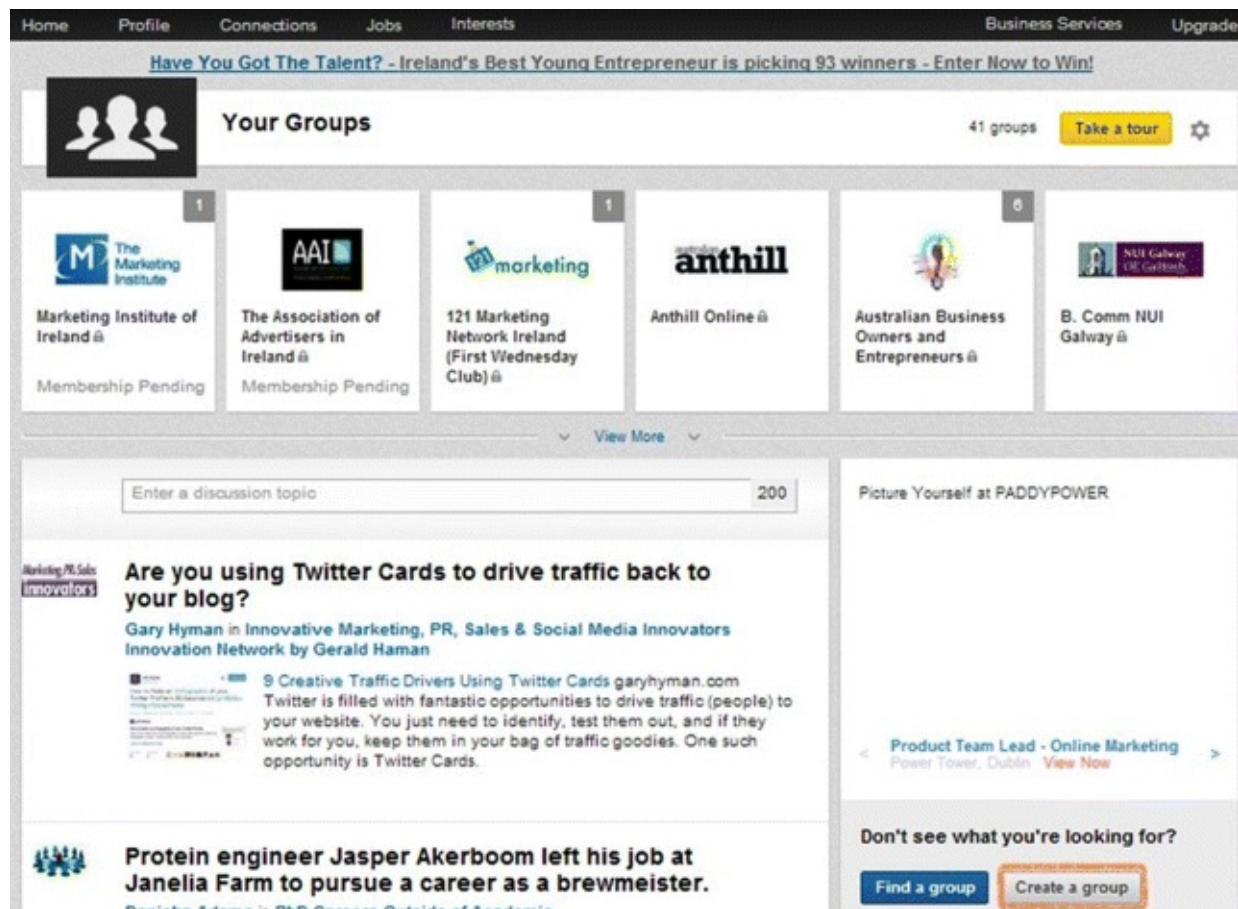 Home Profile Connections Jobs Interests Business Services Upgrade
Have You Got The Talent? - Ireland's Best Young Entrepreneur is picking 93 winners - Enter Now to Win!
Your Groups
41 groups
Take a tour
1
The
Marketing
Institute
Marketing Institute of
Ireland
Membership Pending
AAI
The Association of
Advertisers in
Ireland
Membership Pending
1
121 marketing
121 Marketing
Network Ireland
(First Wednesday
Club)
australian
anthill
Anthill Online
6
Australian Business
Owners and
Entrepreneurs
NUI Galway
OÉ Gaillimh
B. Comm NUI
Galway
View More
Enter a discussion topic 200
Marketing, PR, Sales
innovators
Are you using Twitter Cards to drive traffic back to
your blog?
Gary Hyman in Innovative Marketing, PR, Sales & Social Media Innovators
Innovation Network by Gerald Haman
9 Creative Traffic Drivers Using Twitter Cards garyhyman.com
Twitter is filled with fantastic opportunities to drive traffic (people) to
your website. You just need to identify, test them out, and if they
work for you, keep them in your bag of traffic goodies. One such
opportunity is Twitter Cards.
Protein engineer Jasper Akerboom left his job at
Janelia Farm to pursue a career as a brewmeister.
Picture Yourself at PADDYPOWER
< Product Team Lead - Online Marketing >
Power Tower, Dublin View Now
Don't see what you're looking for?
Find a group
Create a group